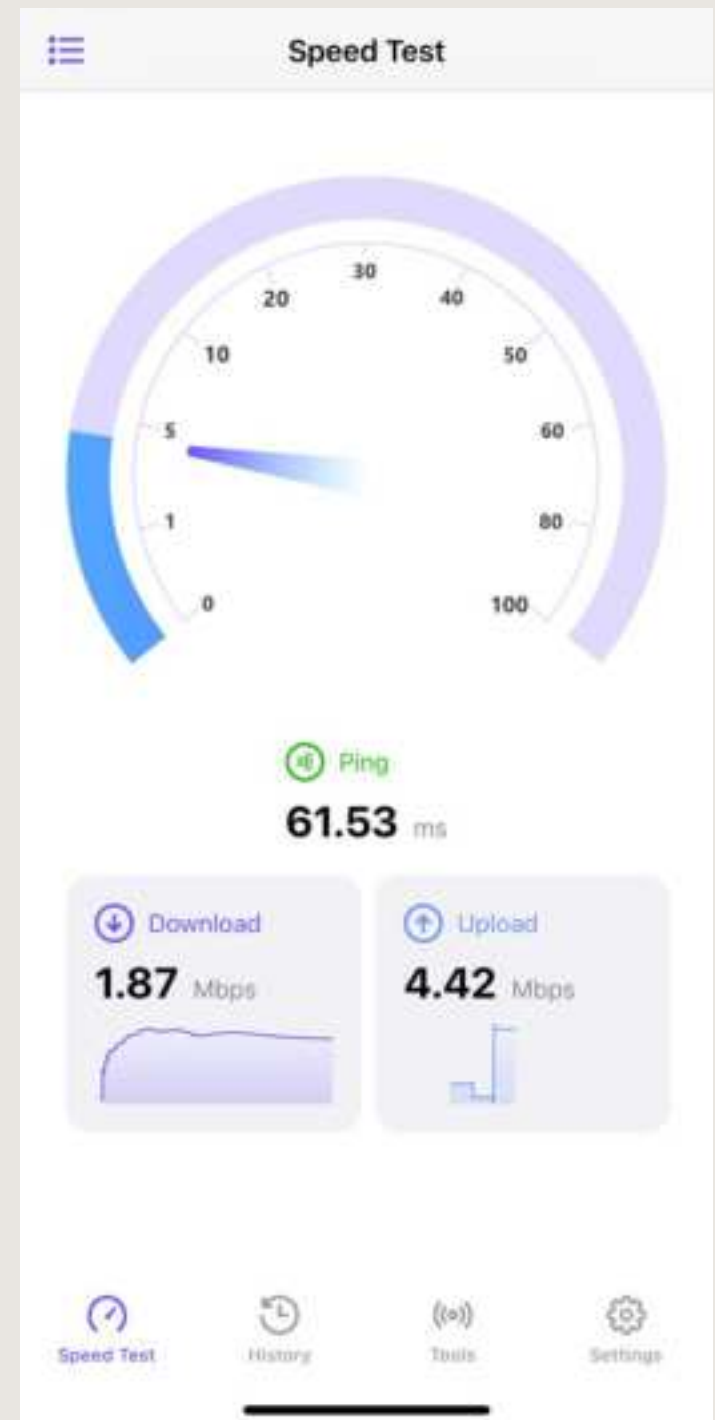 Speed Test
30
20
40
10
50
5
60
1
80
0
100
Ping
61.53 ms
Download
Upload
1.87 Mbps
4.42 Mbps
Speed Test
History
Tools
Settings